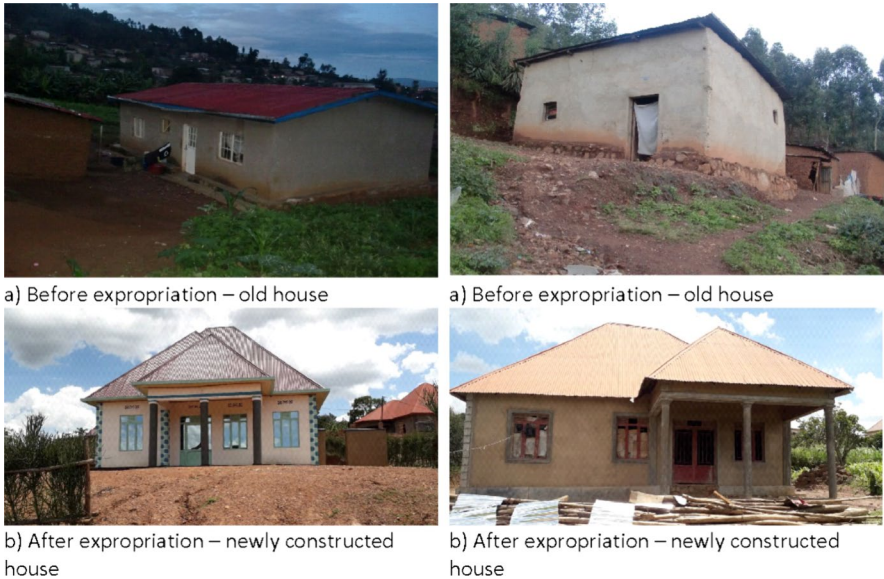 a) Before expropriation – old house
a) Before expropriation – old house
b) After expropriation – newly constructed
house
b) After expropriation – newly constructed
house